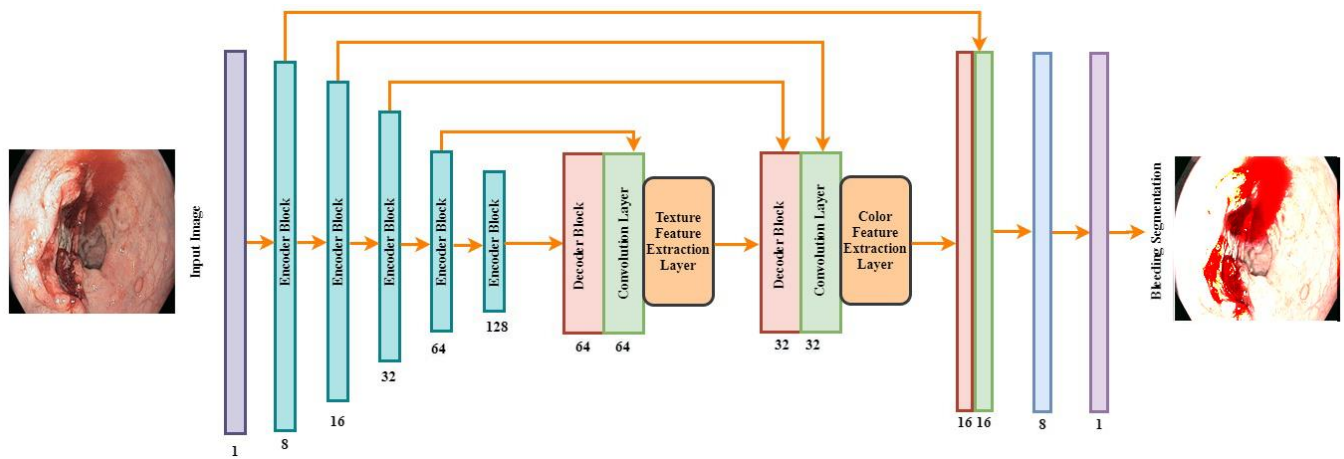 Input Image
1
Encoder Block
8
Encoder Block
16
Encoder Block
32
Encoder Block
64
Encoder Block
128
Decoder Block
64
Convolution Layer
64
Texture
Feature
Extraction
Layer
Decoder Block
32
Convolution Layer
32
Color
Feature
Extraction
Layer
16
16
8
1
Bleeding Segmentation